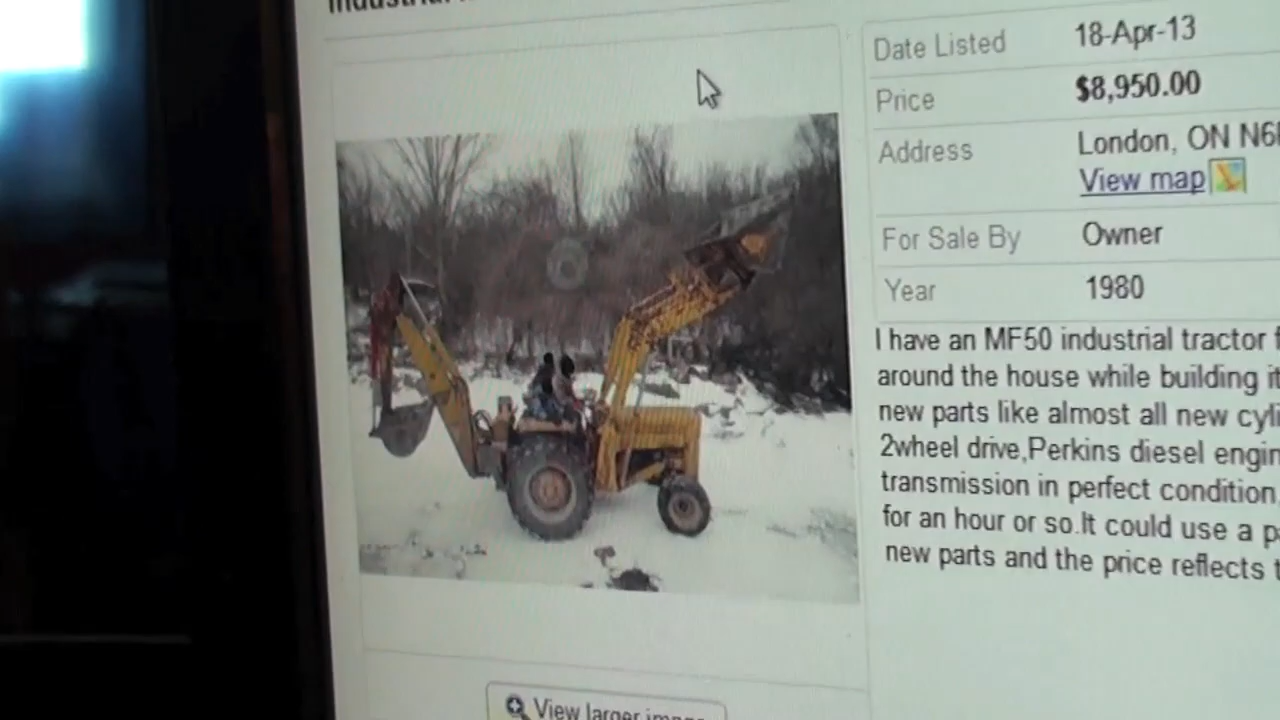 Date Listed 18-Apr-13
Price $8,950.00
Address London, ON
View map
For Sale By Owner
Year 1980
I have an MF50 industrial tractor
around the house while building
new parts like almost all new
2wheel drive,Perkins diesel
transmission in perfect condition
for an hour or so.It could use a
new parts and the price reflects
View larger image